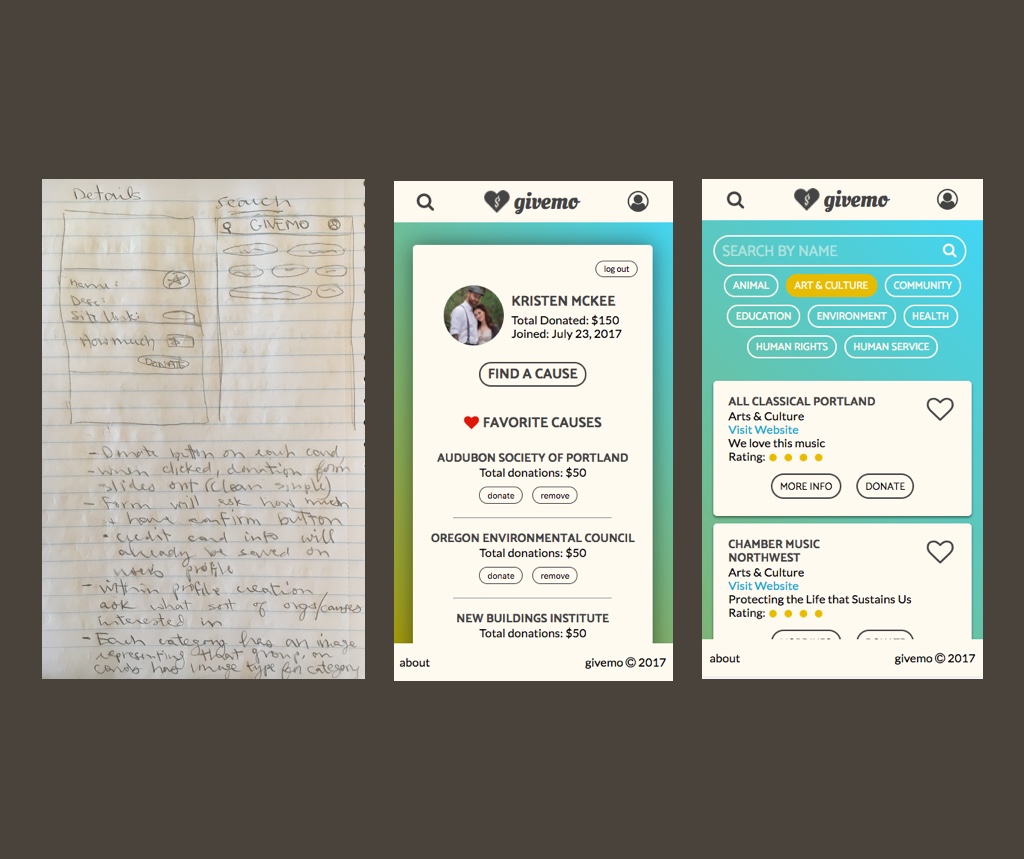 Details
search
GIVEMO
Name:
Desc:
Site Link:
How much $
DONATE
- Donate button on each card,
- when clicked, donation form
slides out (clean simple)
- Form will ask how much
+ have confirm button
• credit card info will
already be saved on
users profile
- within profile creation
ask what sort of orgs/causes
interested in
- Each category has an image
representing that group, on
cards has image type for category
givemo
log out
KRISTEN MCKEE
Total Donated: $150
Joined: July 23, 2017
FIND A CAUSE
FAVORITE CAUSES
AUDUBON SOCIETY OF PORTLAND
Total donations: $50
donate remove
OREGON ENVIRONMENTAL COUNCIL
Total donations: $50
donate remove
NEW BUILDINGS INSTITUTE
Total donations: $50
about givemo © 2017
givemo
SEARCH BY NAME
ANIMAL ART & CULTURE COMMUNITY
EDUCATION ENVIRONMENT HEALTH
HUMAN RIGHTS HUMAN SERVICE
ALL CLASSICAL PORTLAND
Arts & Culture
Visit Website
We love this music
Rating:
MORE INFO DONATE
CHAMBER MUSIC
NORTHWEST
Arts & Culture
Visit Website
Protecting the Life that Sustains Us
Rating:
MORE INFO DONATE
about givemo © 2017